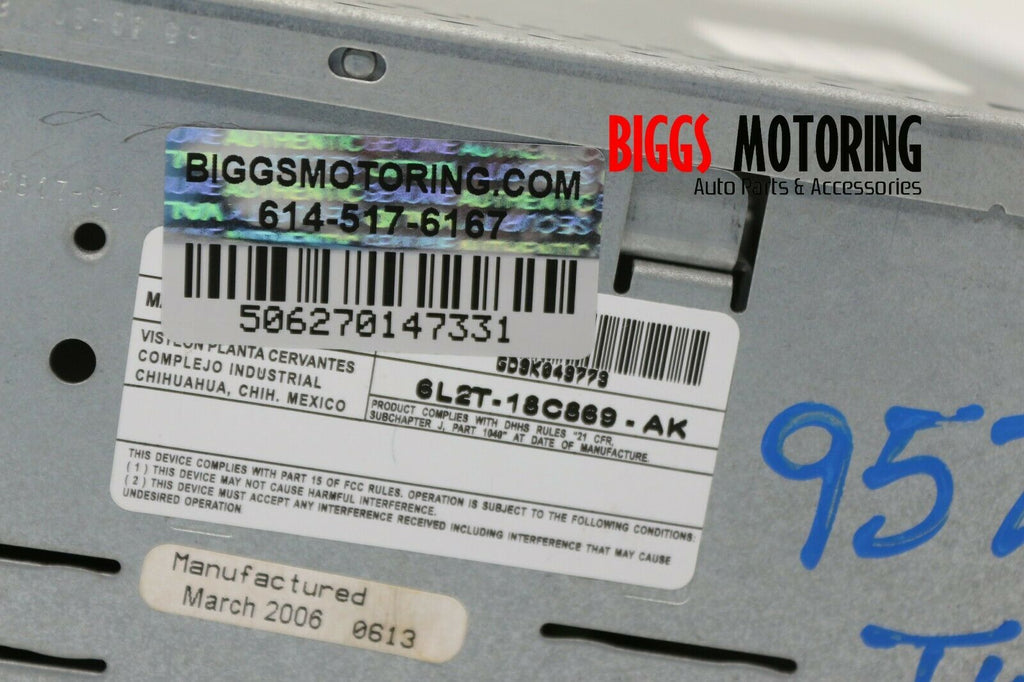 BIGGS MOTORING
Auto Parts & Accessories
BIGGSMOTORING.COM
614-517-6167
506270147331
VISTEON PLANTA CERVANTES
COMPLEJO INDUSTRIAL
CHIHUAHUA, CHIH. MEXICO
6L2T-18C869-AK
PRODUCT COMPLIES WITH DHHS RULES "21 CFR.
SUBCHAPTER J, PART 1040" AT DATE OF MANUFACTURE.
THIS DEVICE COMPLIES WITH PART 15 OF FCC RULES. OPERATION IS SUBJECT TO THE FOLLOWING CONDITIONS:
(1) THIS DEVICE MAY NOT CAUSE HARMFUL INTERFERENCE.
(2) THIS DEVICE MUST ACCEPT ANY INTERFERENCE RECEIVED INCLUDING INTERFERENCE THAT MAY CAUSE
UNDESIRED OPERATION
Manufactured
March 2006 0613